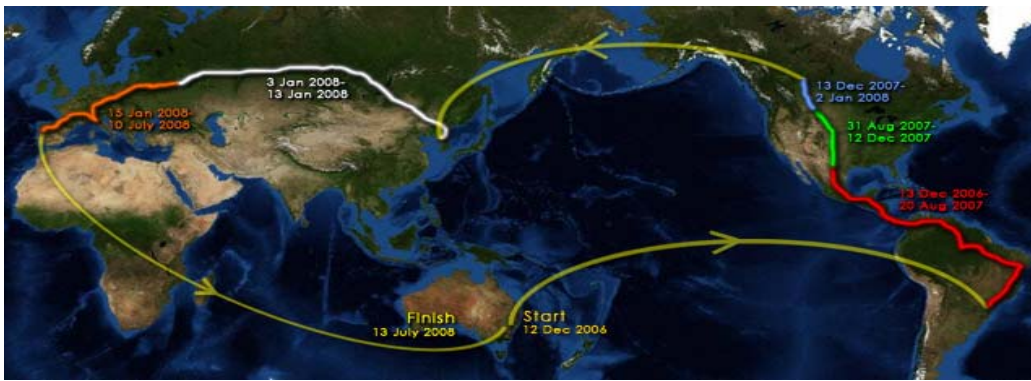 3 Jan 2008-
13 Jan 2008
15 Jan 2008-
10 July 2008
13 Dec 2007-
2 Jan 2008
31 Aug 2007-
12 Dec 2007
13 Dec 2006-
20 Aug 2007
Finish
13 July 2008
Start
12 Dec 2006